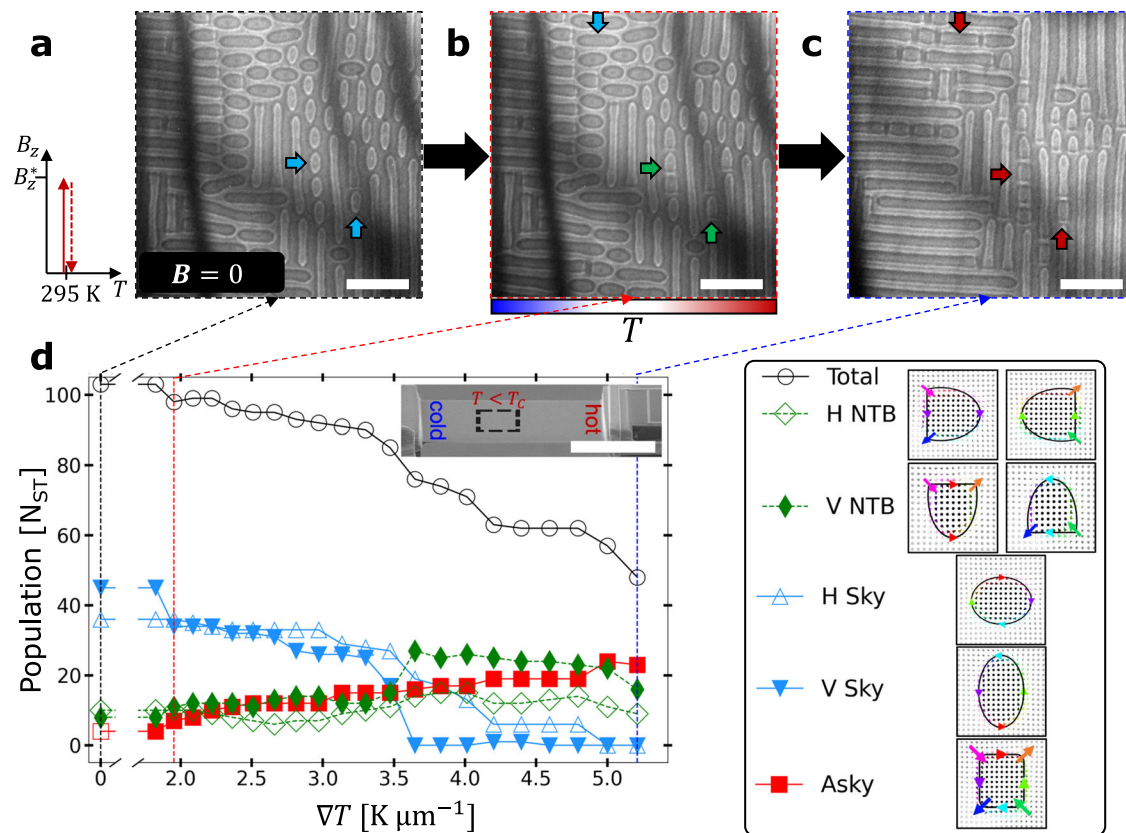 a
b
c
B_z
B_z^*
295 K
T
B = 0
T
d
Population [N_ST]
100
80
60
40
20
0
0
2.0
2.5
3.0
3.5
4.0
4.5
5.0
∇T [K μm⁻¹]
cold
T < T_C
hot
Total
H NTB
V NTB
H Sky
V Sky
Asky